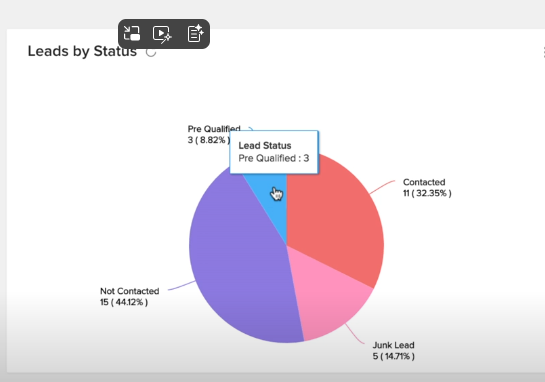 Leads by Status
Pre Qualified
3 ( 8.82% )
Lead Status
Pre Qualified : 3
Contacted
11 ( 32.35% )
Not Contacted
15 ( 44.12% )
Junk Lead
5 ( 14.71% )